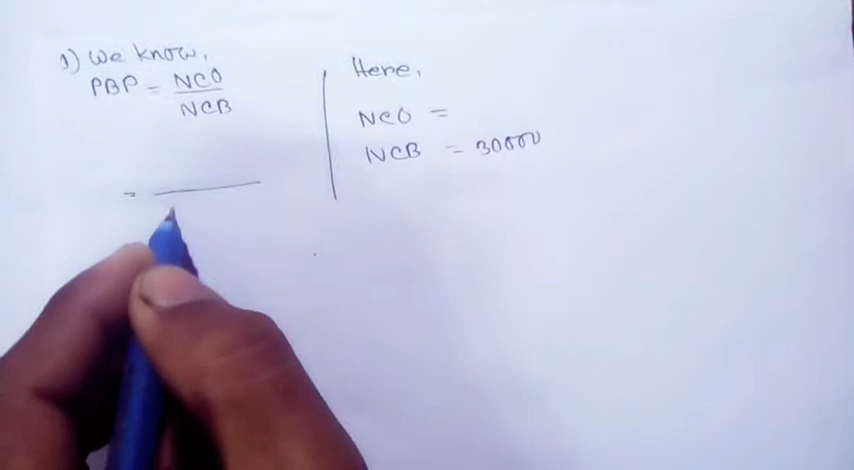 1) We know,
PBP = NCO
NCB
=
Here,
NCO =
NCB = 30000